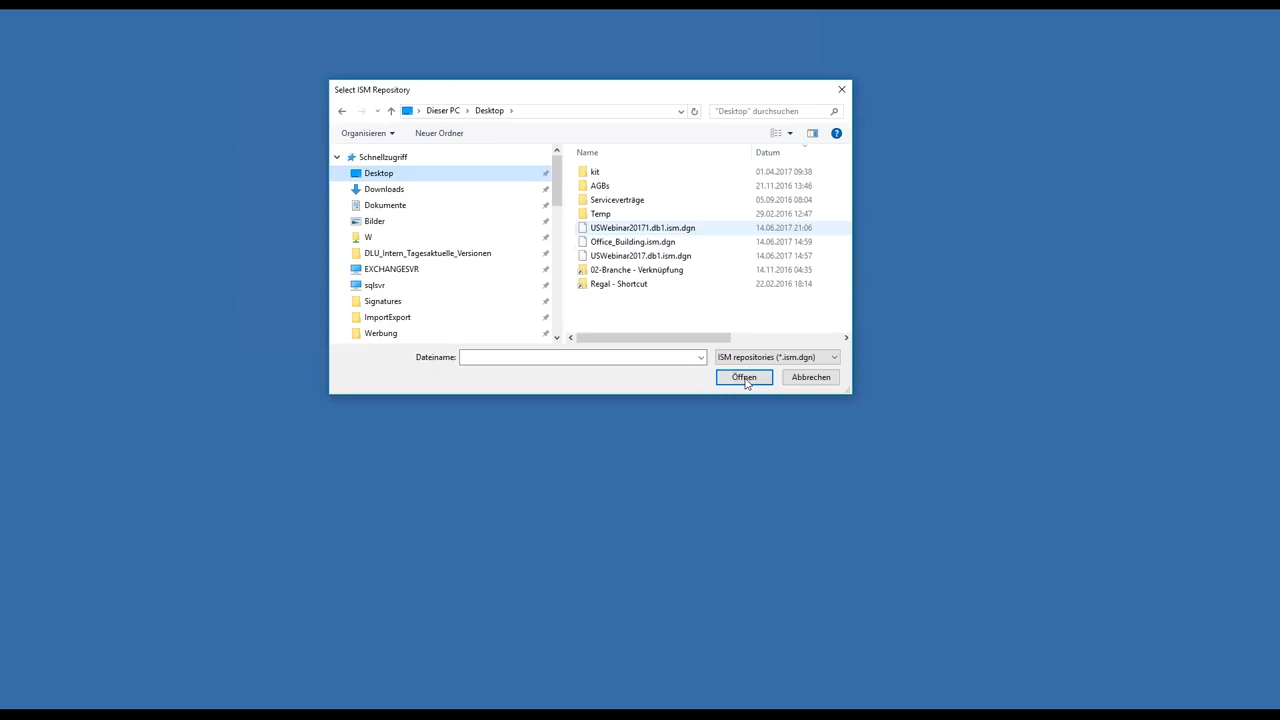 Select ISM Repository
Dieser PC
Desktop
"Desktop" durchsuchen
Organisieren
Neuer Ordner
Schnellzugriff
Desktop
Downloads
Dokumente
Bilder
W
DLU_Intern_Tagesaktuelle_Versionen
EXCHANGESVR
sqlsvr
Signatures
ImportExport
Werbung
Name Datum
kit 01.04.2017 09:38
AGBs 21.11.2016 13:46
Serviceverträge 05.09.2016 08:04
Temp 29.02.2016 12:47
USWebinar20171.db1.ism.dgn 14.06.2017 21:06
Office_Building.ism.dgn 14.06.2017 14:59
USWebinar2017.db1.ism.dgn 14.06.2017 14:57
02-Branche - Verknüpfung 14.11.2016 04:35
Regal - Shortcut 22.02.2016 18:14
Dateiname:
ISM repositories (*.ism.dgn)
Öffnen
Abbrechen